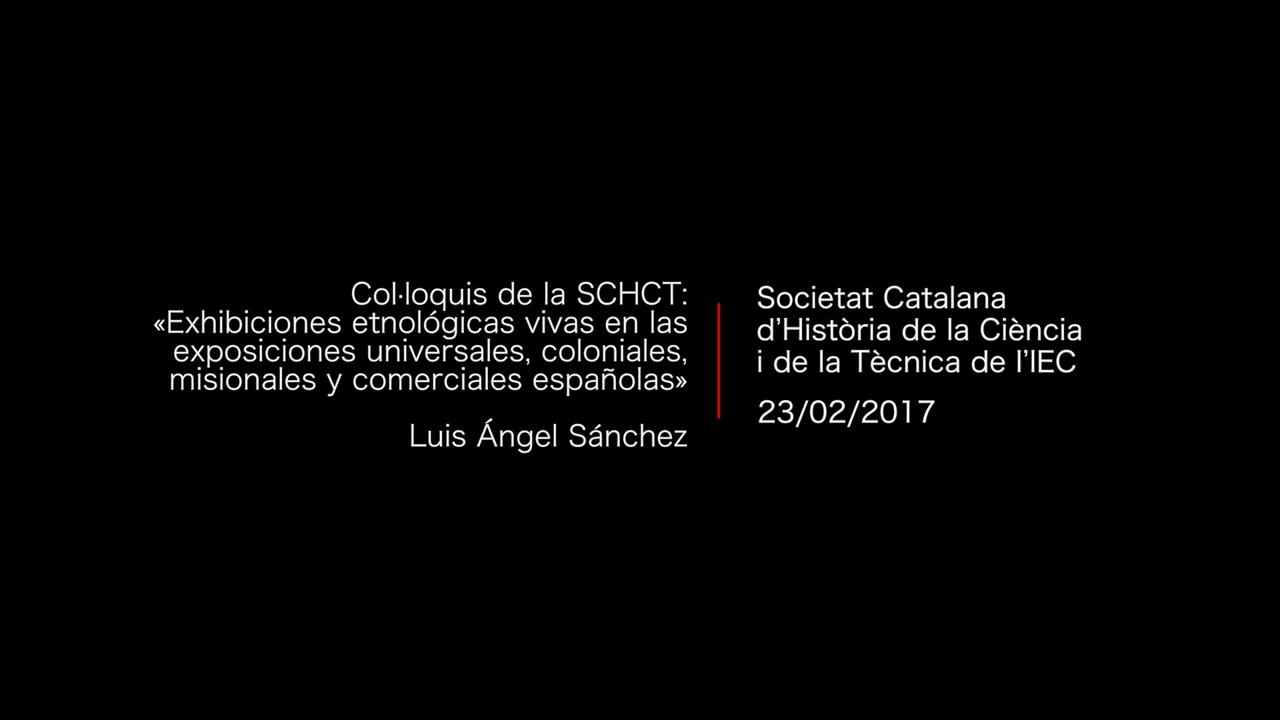 Col·loquis de la SCHCT:
«Exhibiciones etnológicas vivas en las
exposiciones universales, coloniales,
misionales y comerciales españolas»
Luis Ángel Sánchez
Societat Catalana
d’Història de la Ciència
i de la Tècnica de l’IEC
23/02/2017